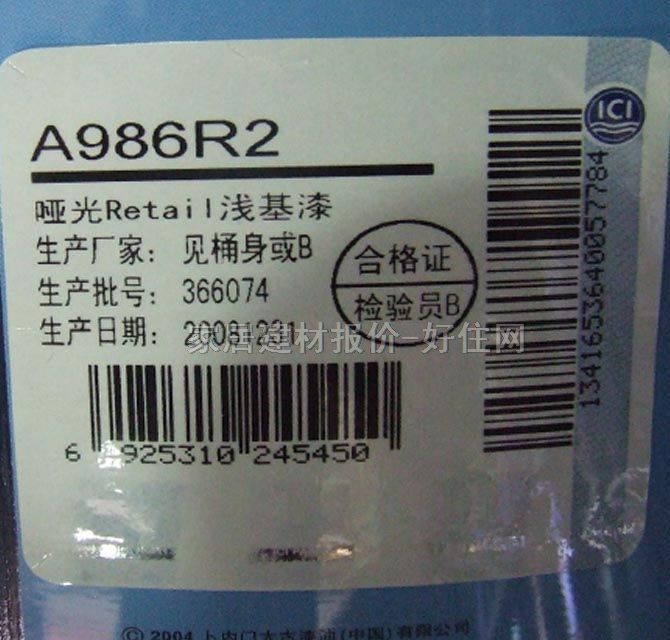 A986R2
ICI
哑光Retail浅基漆
生产厂家: 见桶身或B
生产批号: 366074
生产日期: 20051231
合格证
检验员B
家居建材报价-好住网
6 925310 245450
13416536400577784